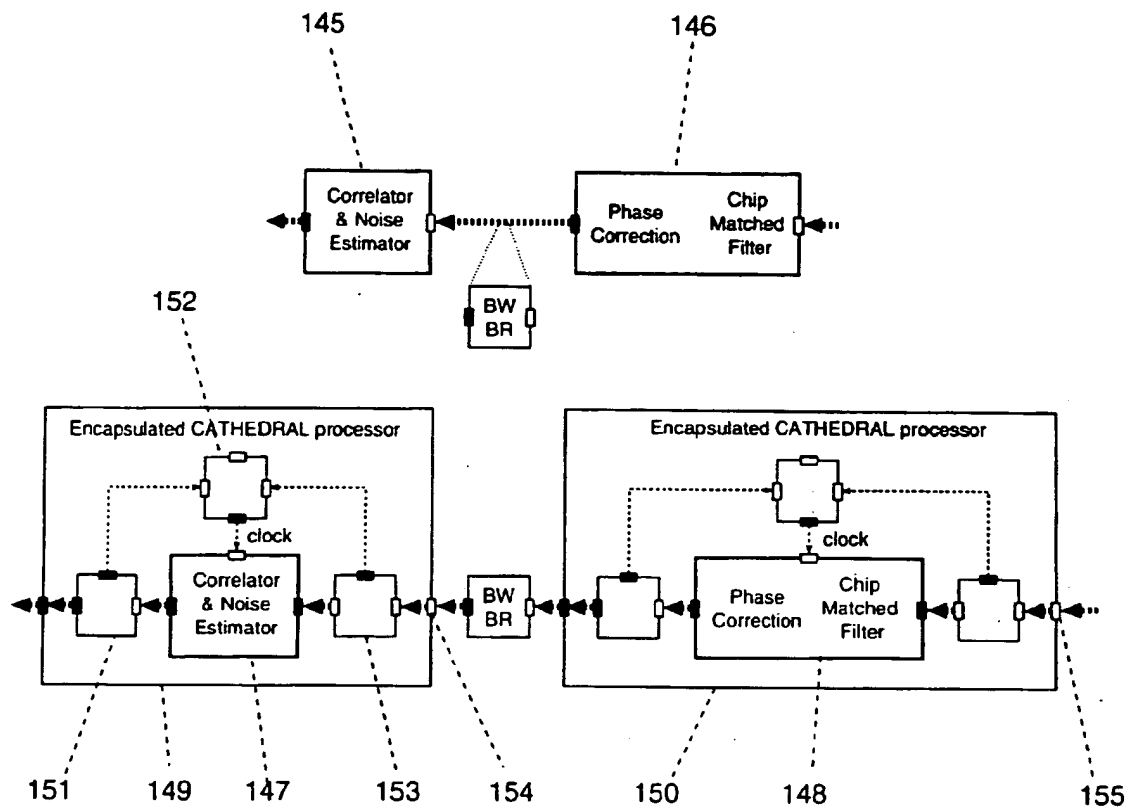 145
146
Correlator
& Noise
Estimator
Phase
Correction
Chip
Matched
Filter
BW
BR
152
Encapsulated CATHEDRAL processor
clock
Correlator
& Noise
Estimator
BW
BR
Encapsulated CATHEDRAL processor
clock
Phase
Correction
Chip
Matched
Filter
151
149
147
153
154
150
148
155